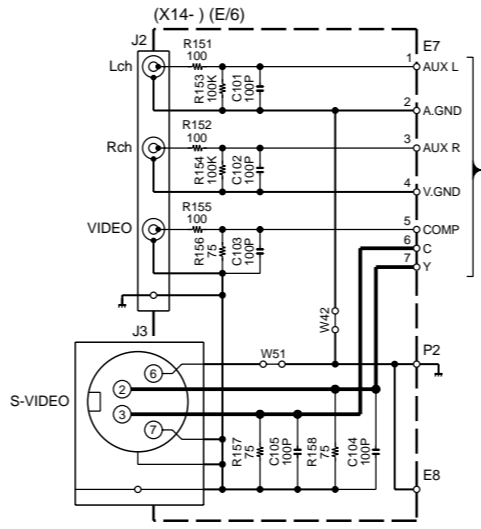 (X14- ) (E/6)
J2
E7
R151
100
Lch
R153
100K
C101
100P
1
AUX L
2
A.GND
R152
100
Rch
R154
100K
C102
100P
3
AUX R
4
V.GND
R155
100
VIDEO
R156
75
C103
100P
5
COMP
6
C
7
Y
J3
W42
W51
P2
S-VIDEO
6
2
3
7
R157
75
C105
100P
R158
75
C104
100P
E8